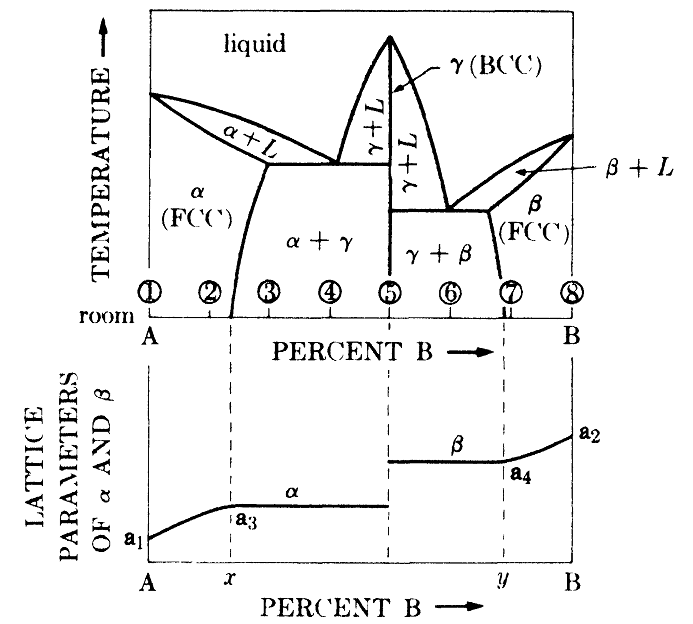 liquid
γ (BCC)
α + L
γ + L
γ + L
β + L
α
(FCC)
β
(FCC)
α + γ
γ + β
TEMPERATURE
① ② ③ ④ ⑤ ⑥ ⑦ ⑧
room
A B
PERCENT B
LATTICE
PARAMETERS
OF α AND β
a₂
β
a₄
α
a₃
a₁
A x y B
PERCENT B